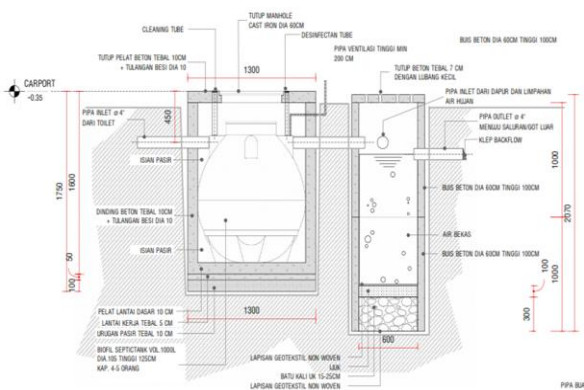 TUTUP MANHOLE
CAST IRON DIA 60CM
CLEANING TUBE
DESINFECTAN TUBE
PIPA VENTILASI TINGGI MIN
200 CM
BUIS BETON DIA 60CM TINGGI 100CM
TUTUP PELAT BETON TEBAL 10CM
+ TULANGAN BESI DIA 10
1300
TUTUP BETON TEBAL 7 CM
DENGAN LUBANG KECIL
CARPORT
-0.35
PIPA INLET DARI DAPUR DAN LIMPAHAN
AIR HUJAN
PIPA INLET ø 4"
DARI TOILET
450
PIPA OUTLET ø 4"
MENUJU SALURAN/GOT LUAR
KLEP BACKFLOW
ISIAN PASIR
1750
1600
1000
2070
BUIS BETON DIA 60CM TINGGI 100CM
DINDING BETON TEBAL 10CM
+ TULANGAN BESI DIA 10
AIR BEKAS
ISIAN PASIR
BUIS BETON DIA 60CM TINGGI 100CM
50
100
100
1000
300
PELAT LANTAI DASAR 10 CM
LANTAI KERJA TEBAL 5 CM
URUGAN PASIR TEBAL 10 CM
1300
600
BIOFIL SEPTICTANK VOL 1000L
DIA.105 TINGGI 125CM
KAP. 4-5 ORANG
LAPISAN GEOTEKSTIL NON WOVEN
IJUK
BATU KALI UK 15-25CM
LAPISAN GEOTEKSTIL NON WOVEN
PIPA BUA